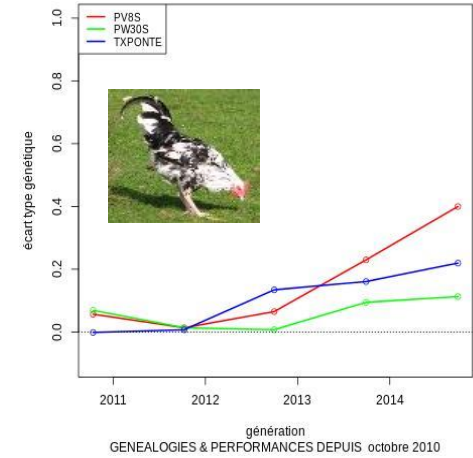 PV8S
PW30S
TXPONTE
écart type génétique
1.0
0.8
0.6
0.4
0.2
0.0
2011 2012 2013 2014
génération
GENEALOGIES & PERFORMANCES DEPUIS octobre 2010